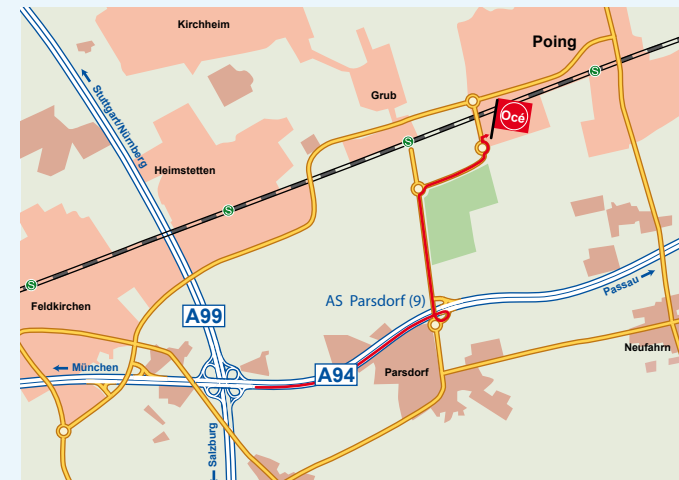 Kirchheim
Poing
← Stuttgart/Nürnberg
Grub
Océ
S
S
Heimstetten
S
S
Feldkirchen
AS Parsdorf (9)
Passau →
A99
← München
A94
Parsdorf
Neufahrn
← Salzburg